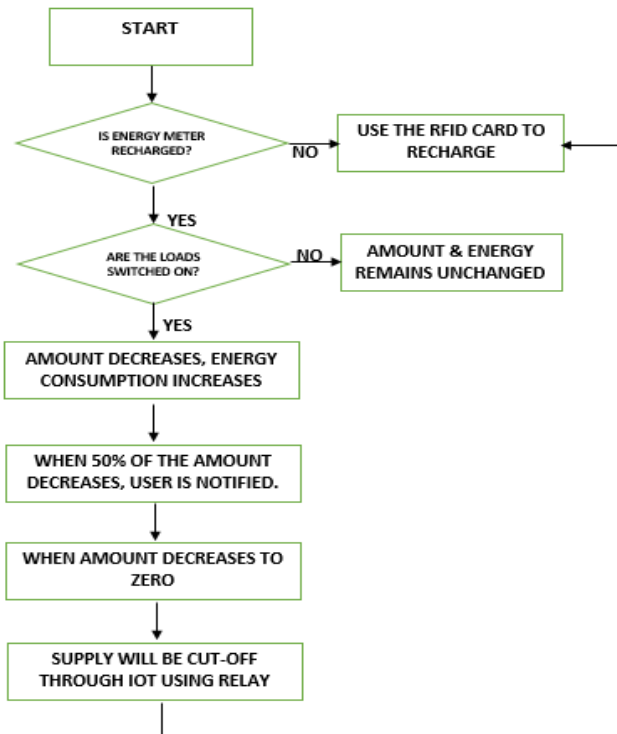 START
IS ENERGY METER
RECHARGED?
NO
USE THE RFID CARD TO
RECHARGE
YES
ARE THE LOADS
SWITCHED ON?
NO
AMOUNT & ENERGY
REMAINS UNCHANGED
YES
AMOUNT DECREASES, ENERGY
CONSUMPTION INCREASES
WHEN 50% OF THE AMOUNT
DECREASES, USER IS NOTIFIED.
WHEN AMOUNT DECREASES TO
ZERO
SUPPLY WILL BE CUT-OFF
THROUGH IOT USING RELAY